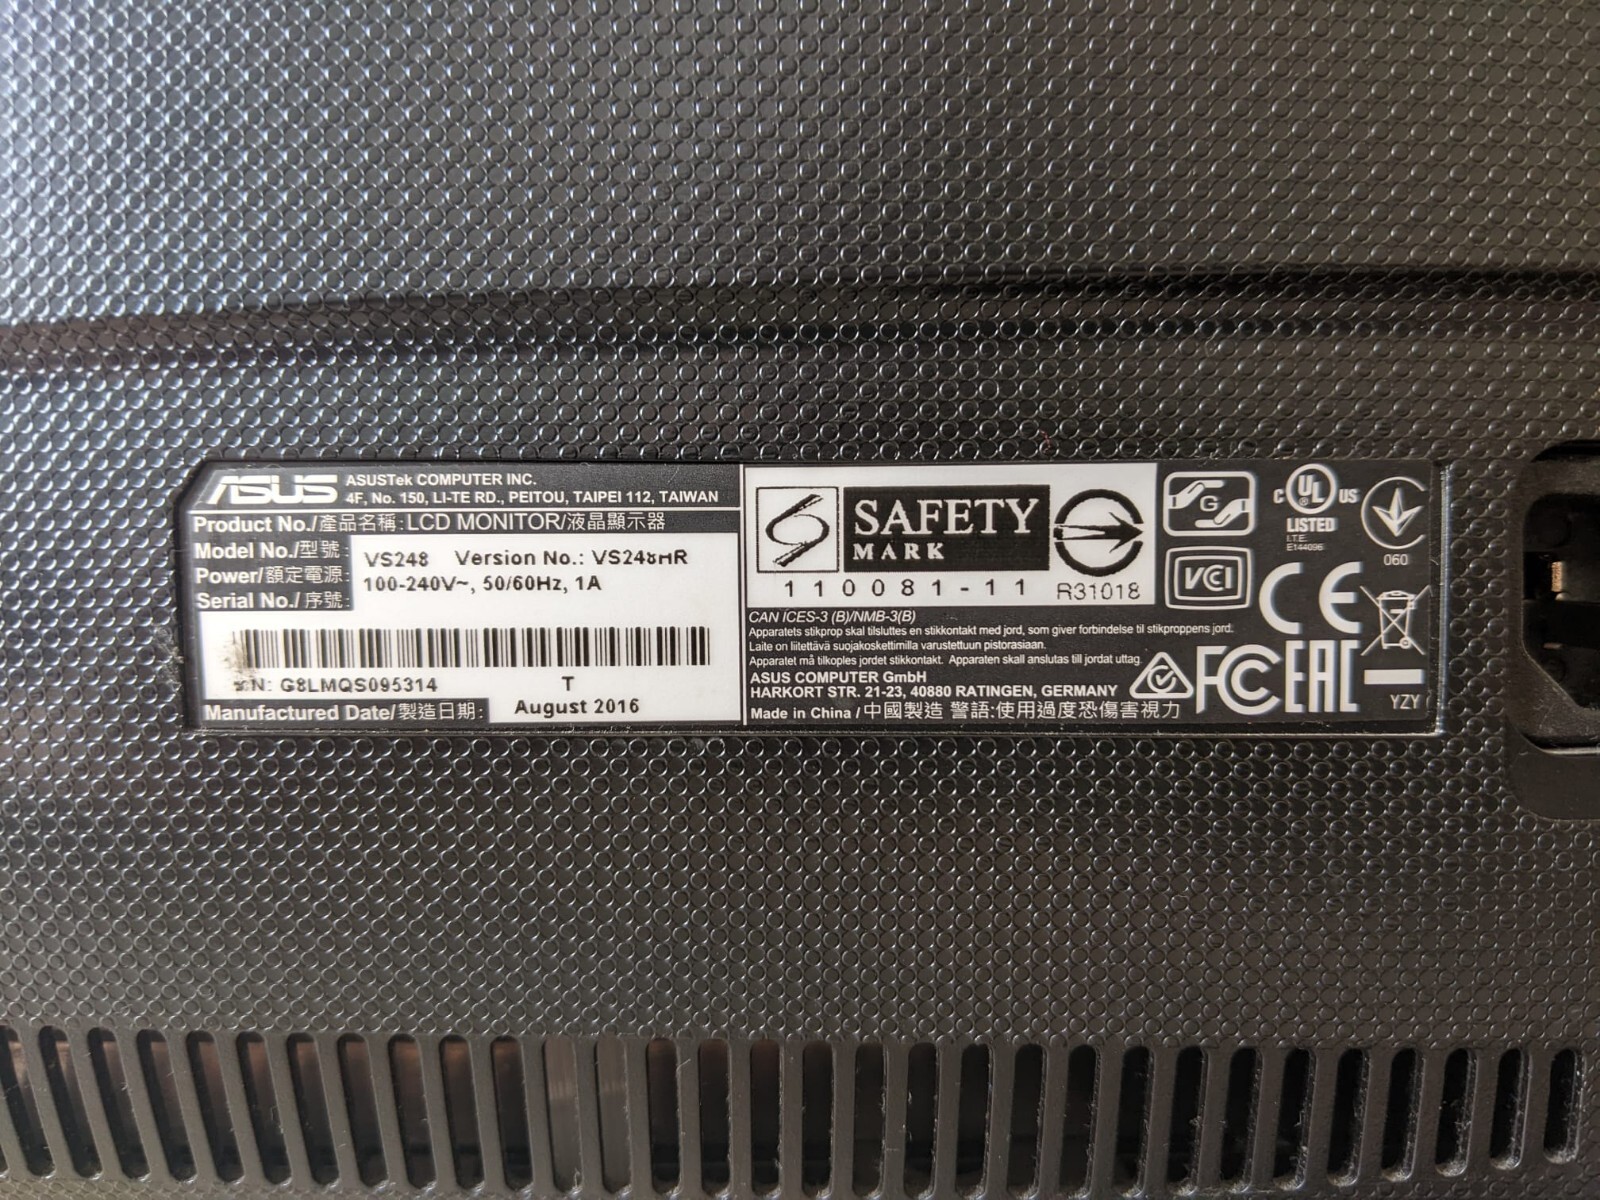 ASUS
ASUSTek COMPUTER INC.
4F, No. 150, LI-TE RD., PEITOU, TAIPEI 112, TAIWAN
Product No./產品名稱: LCD MONITOR/液晶顯示器
Model No./型號: VS248 Version No.: VS248HR
Power/額定電源: 100-240V~, 50/60Hz, 1A
Serial No./ 序號:
SN: G8LMQS095314 T
Manufactured Date/製造日期: August 2016
SAFETY
MARK
110081-11
R31018
G
VCCI
C UL US
®
LISTED
I.T.E.
E144096
060
CAN ICES-3 (B)/NMB-3(B)
Apparatets stikprop skal tilsluttes en stikkontakt med jord, som giver forbindelse til stikproppens jord.
Laite on liitettävä suojakoskettimilla varustettuun pistorasiaan.
Apparatet må tilkoples jordet stikkontakt. Apparaten skall anslutas till jordat uttag.
ASUS COMPUTER GmbH
HARKORT STR. 21-23, 40880 RATINGEN, GERMANY
Made in China / 中國製造 警語:使用過度恐傷害視力
CE
FC EAC
YZY